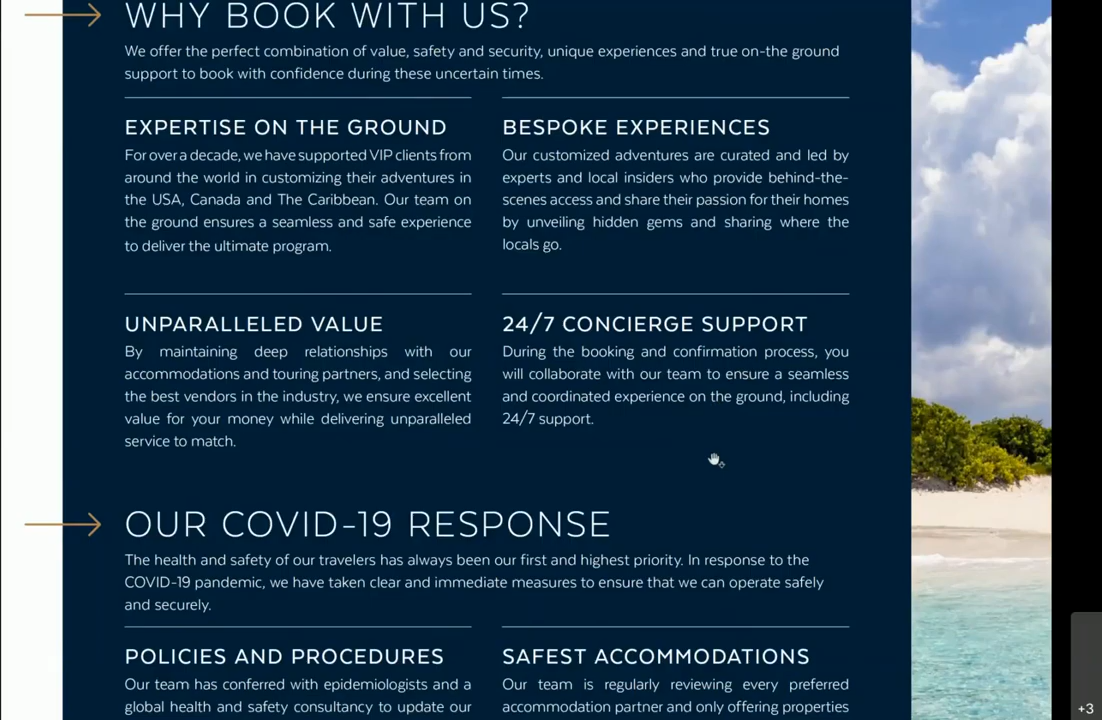 WHY BOOK WITH US?
We offer the perfect combination of value, safety and security, unique experiences and true on-the ground
support to book with confidence during these uncertain times.
EXPERTISE ON THE GROUND
For over a decade, we have supported VIP clients from
around the world in customizing their adventures in
the USA, Canada and The Caribbean. Our team on
the ground ensures a seamless and safe experience
to deliver the ultimate program.
BESPOKE EXPERIENCES
Our customized adventures are curated and led by
experts and local insiders who provide behind-the-
scenes access and share their passion for their homes
by unveiling hidden gems and sharing where the
locals go.
UNPARALLELED VALUE
By maintaining deep relationships with our
accommodations and touring partners, and selecting
the best vendors in the industry, we ensure excellent
value for your money while delivering unparalleled
service to match.
24/7 CONCIERGE SUPPORT
During the booking and confirmation process, you
will collaborate with our team to ensure a seamless
and coordinated experience on the ground, including
24/7 support.
OUR COVID-19 RESPONSE
The health and safety of our travelers has always been our first and highest priority. In response to the
COVID-19 pandemic, we have taken clear and immediate measures to ensure that we can operate safely
and securely.
POLICIES AND PROCEDURES
Our team has conferred with epidemiologists and a
global health and safety consultancy to update our
SAFEST ACCOMMODATIONS
Our team is regularly reviewing every preferred
accommodation partner and only offering properties
+3